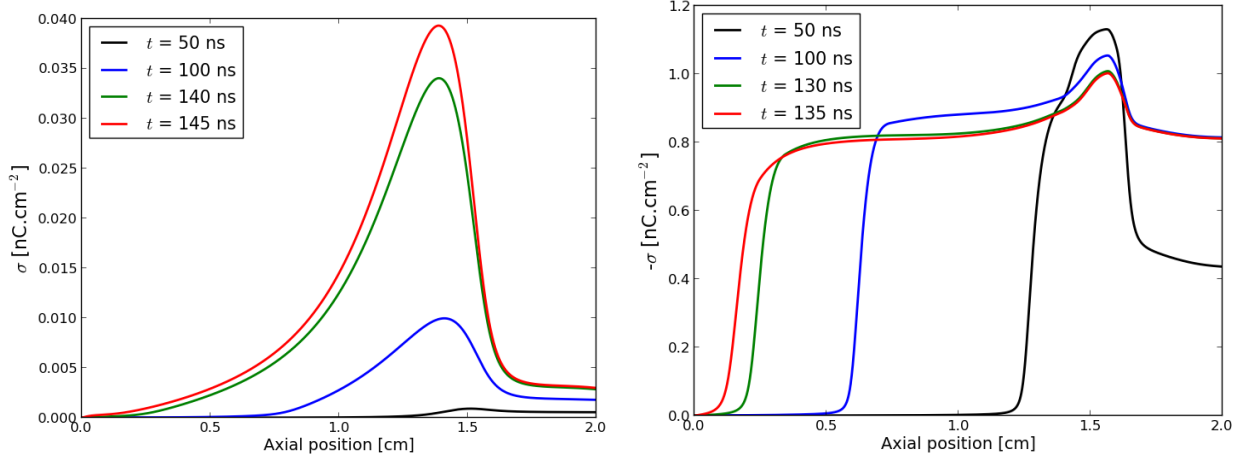 0.040
0.035
0.030
0.025
0.020
0.015
0.010
0.005
0.000
σ [nC.cm⁻²]
t = 50 ns
t = 100 ns
t = 140 ns
t = 145 ns
0.0 0.5 1.0 1.5 2.0
Axial position [cm]
1.2
1.0
0.8
0.6
0.4
0.2
0.0
-σ [nC.cm⁻²]
t = 50 ns
t = 100 ns
t = 130 ns
t = 135 ns
0.0 0.5 1.0 1.5 2.0
Axial position [cm]